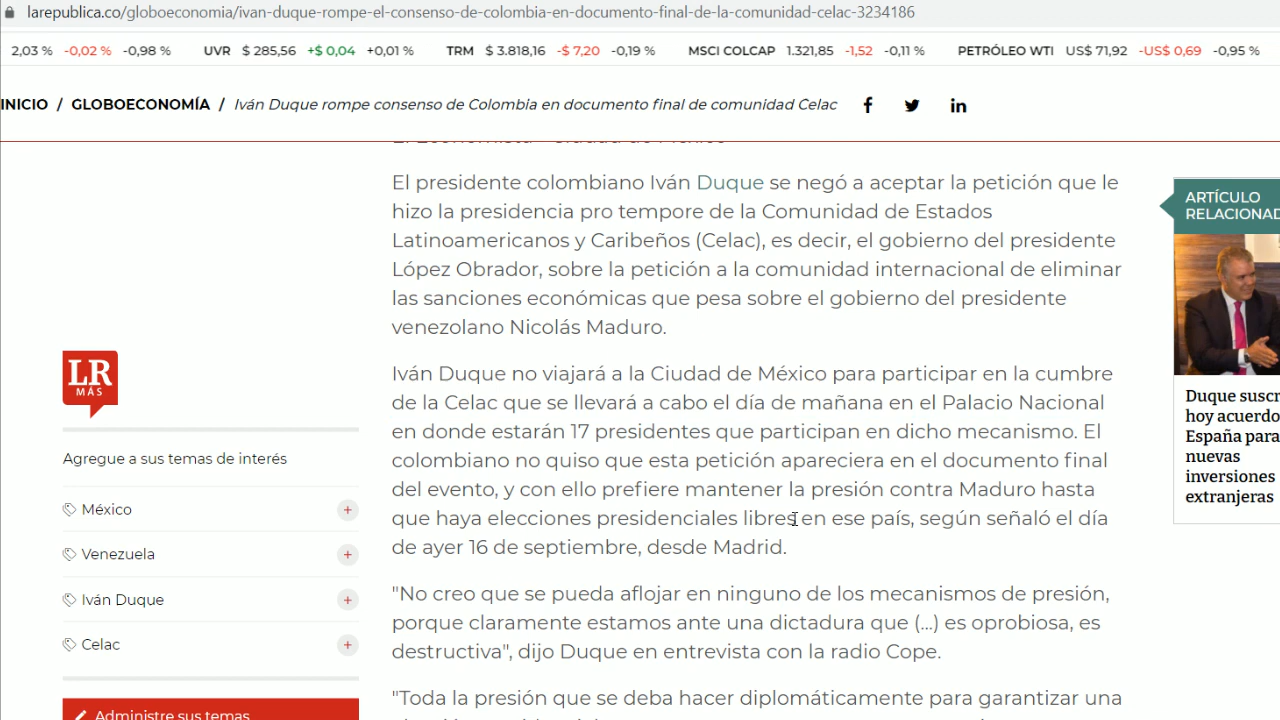 larepublica.co/globoeconomia/ivan-duque-rompe-el-consenso-de-colombia-en-documento-final-de-la-comunidad-celac-3234186
2,03 % -0,02 % -0,98 % UVR $ 285,56 +$ 0,04 +0,01 % TRM $ 3.818,16 -$ 7,20 -0,19 % MSCI COLCAP 1.321,85 -1,52 -0,11 % PETRÓLEO WTI US$ 71,92 -US$ 0,69 -0,95 %
INICIO / GLOBOECONOMÍA / Iván Duque rompe consenso de Colombia en documento final de comunidad Celac
El presidente colombiano Iván Duque se negó a aceptar la petición que le
hizo la presidencia pro tempore de la Comunidad de Estados
Latinoamericanos y Caribeños (Celac), es decir, el gobierno del presidente
López Obrador, sobre la petición a la comunidad internacional de eliminar
las sanciones económicas que pesa sobre el gobierno del presidente
venezolano Nicolás Maduro.
Iván Duque no viajará a la Ciudad de México para participar en la cumbre
de la Celac que se llevará a cabo el día de mañana en el Palacio Nacional
en donde estarán 17 presidentes que participan en dicho mecanismo. El
colombiano no quiso que esta petición apareciera en el documento final
del evento, y con ello prefiere mantener la presión contra Maduro hasta
que haya elecciones presidenciales libres en ese país, según señaló el día
de ayer 16 de septiembre, desde Madrid.
"No creo que se pueda aflojar en ninguno de los mecanismos de presión,
porque claramente estamos ante una dictadura que (...) es oprobiosa, es
destructiva", dijo Duque en entrevista con la radio Cope.
"Toda la presión que se deba hacer diplomáticamente para garantizar una
LR
MÁS
Agregue a sus temas de interés
México +
Venezuela +
Iván Duque +
Celac +
Administre sus temas
ARTÍCULO
RELACIONAD
Duque suscr
hoy acuerdo
España para
nuevas
inversiones
extranjeras